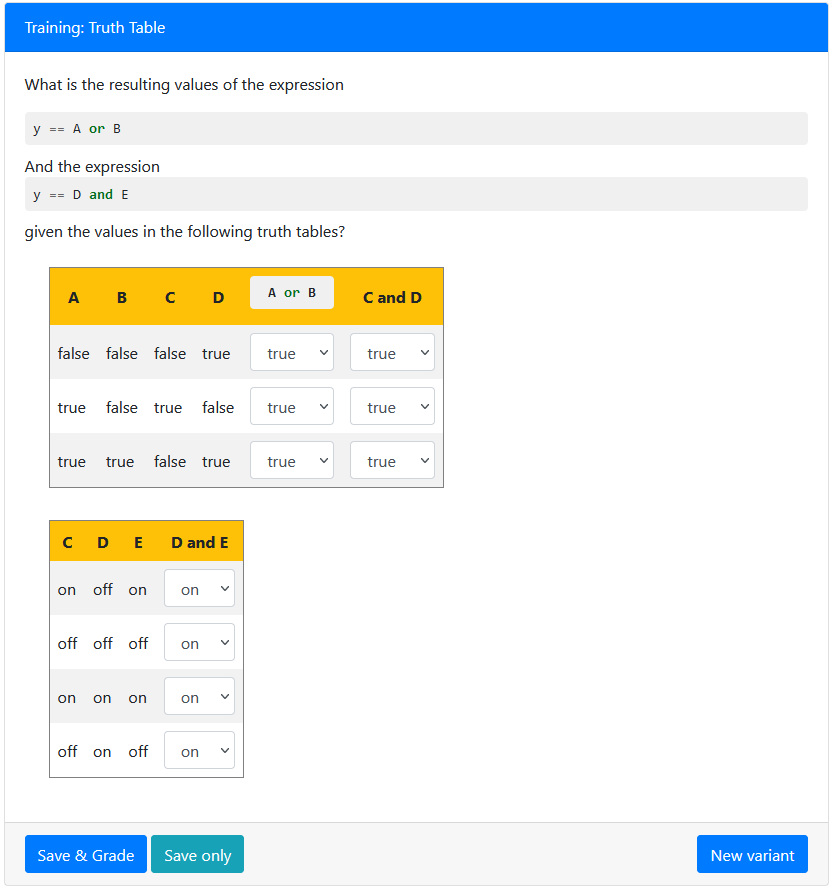 Training: Truth Table
What is the resulting values of the expression
y == A or B
And the expression
y == D and E
given the values in the following truth tables?
A B C D A or B C and D
false false false true true true
true false true false true true
true true false true true true
C D E D and E
on off on on
off off off on
on on on on
off on off on
Save & Grade Save only New variant